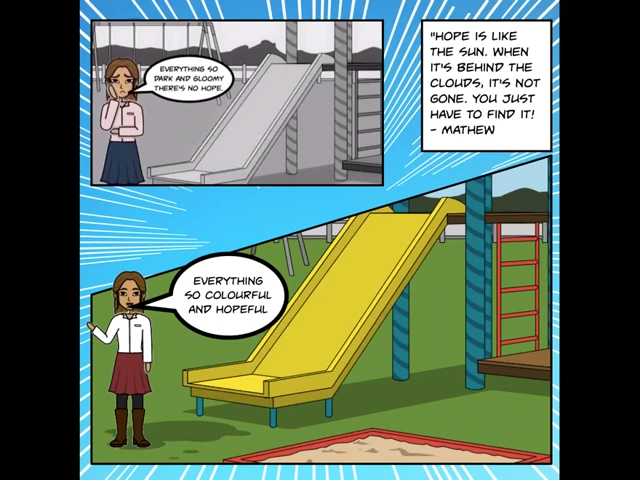 EVERYTHING SO
DARK AND GLOOMY
THERE'S NO HOPE.
"HOPE IS LIKE
THE SUN. WHEN
IT'S BEHIND THE
CLOUDS, IT'S NOT
GONE. YOU JUST
HAVE TO FIND IT!
- MATHEW
EVERYTHING
SO COLOURFUL
AND HOPEFUL